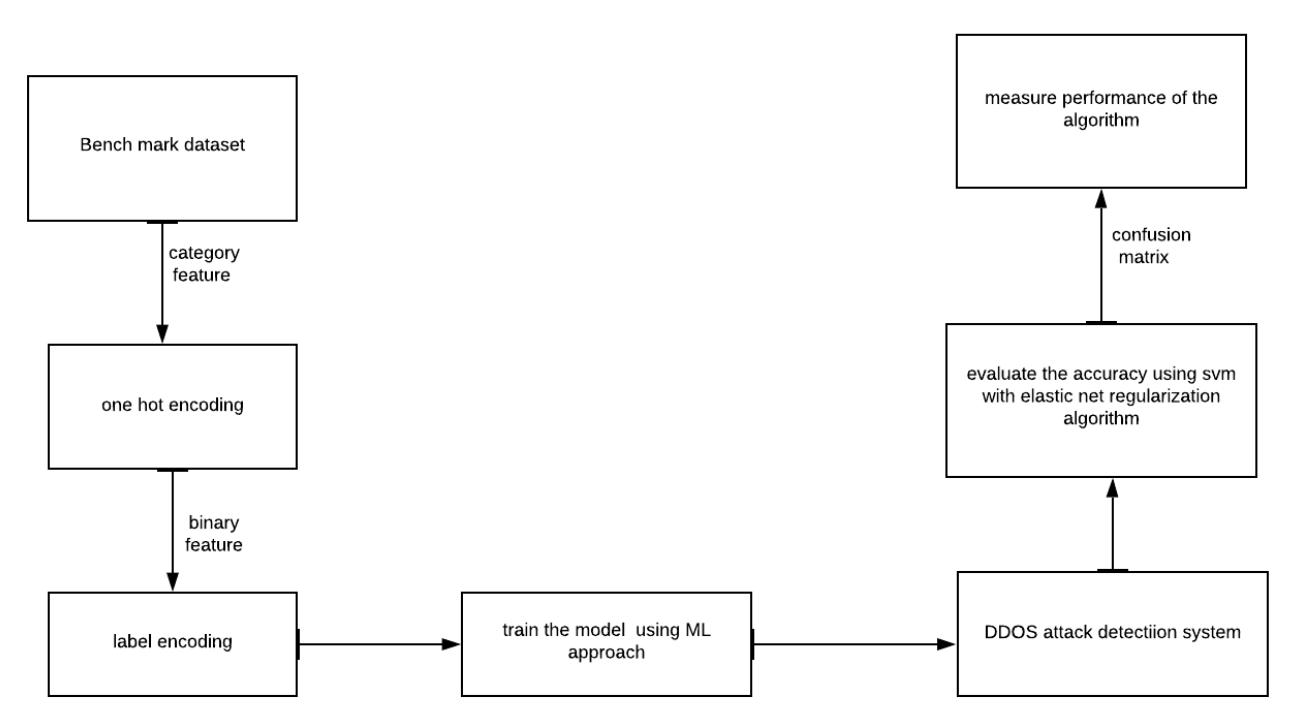 Bench mark dataset
category
feature
one hot encoding
binary
feature
label encoding
train the model using ML
approach
DDOS attack detectiion system
evaluate the accuracy using svm
with elastic net regularization
algorithm
confusion
matrix
measure performance of the
algorithm